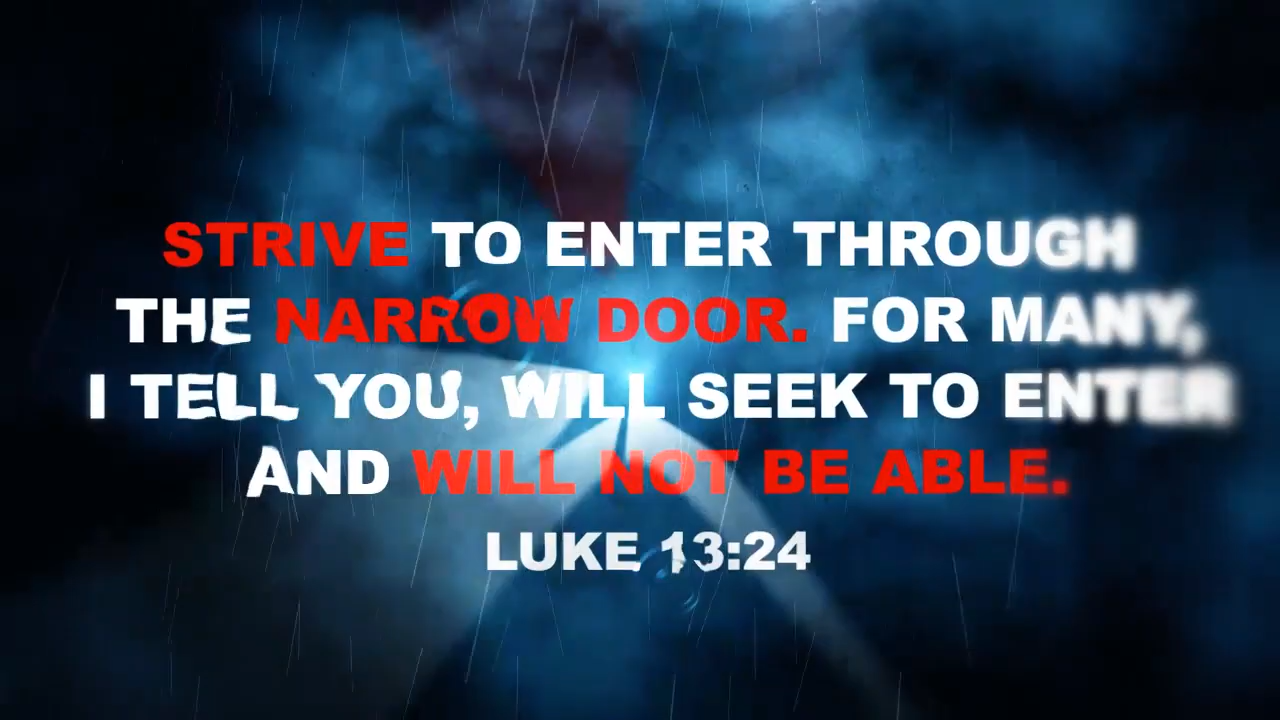 STRIVE TO ENTER THROUGH
THE NARROW DOOR. FOR MANY,
I TELL YOU, WILL SEEK TO ENTER
AND WILL NOT BE ABLE.
LUKE 13:24